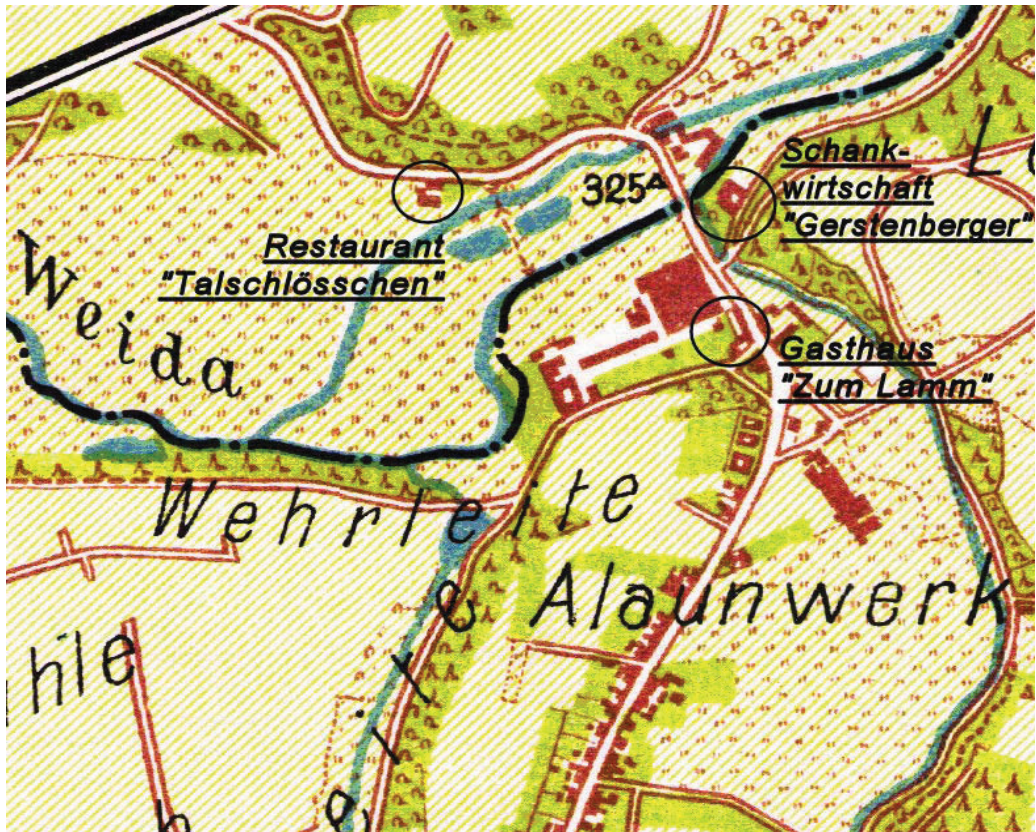 Schank-
wirtschaft
"Gerstenberger"
L
325
Restaurant
"Talschlösschen"
Weida
Gasthaus
"Zum Lamm"
Wehrleite
Alaunwerk
hle